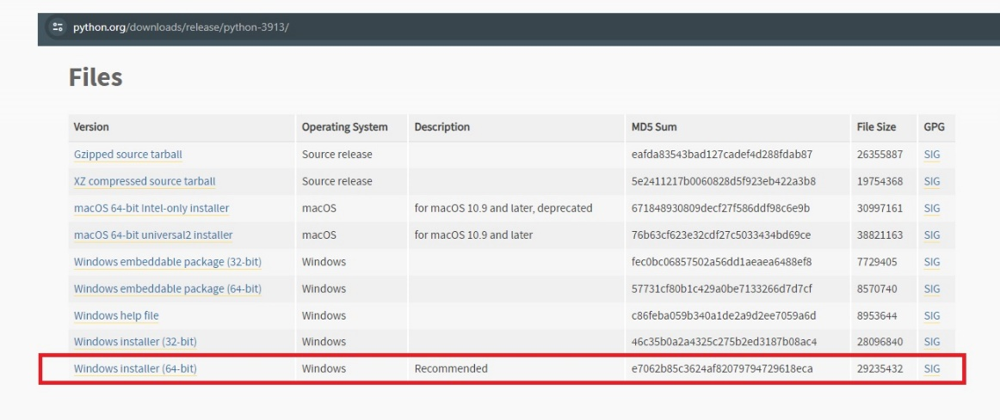 python.org/downloads/release/python-3913/
Files
Version Operating System Description MD5 Sum File Size GPG
Gzipped source tarball Source release eafda83543bad127cadef4d288fdab87 26355887 SIG
XZ compressed source tarball Source release 5e2411217b0060828d5f923eb422a3b8 19754368 SIG
macOS 64-bit Intel-only installer macOS for macOS 10.9 and later, deprecated 671848930809decf27f586ddf98c6e9b 30997161 SIG
macOS 64-bit universal2 installer macOS for macOS 10.9 and later 76b63cf623e32cdf27c5033434bd69ce 38821163 SIG
Windows embeddable package (32-bit) Windows fec0bc06857502a56dd1aeaea6488ef8 7729405 SIG
Windows embeddable package (64-bit) Windows 57731cf80b1c429a0be7133266d7d7cf 8570740 SIG
Windows help file Windows c86feba059b340a1de2a9d2ee7059a6d 8953644 SIG
Windows installer (32-bit) Windows 46c35b0a2a4325c275b2ed3187b08ac4 28096840 SIG
Windows installer (64-bit) Windows Recommended e7062b85c3624af82079794729618eca 29235432 SIG